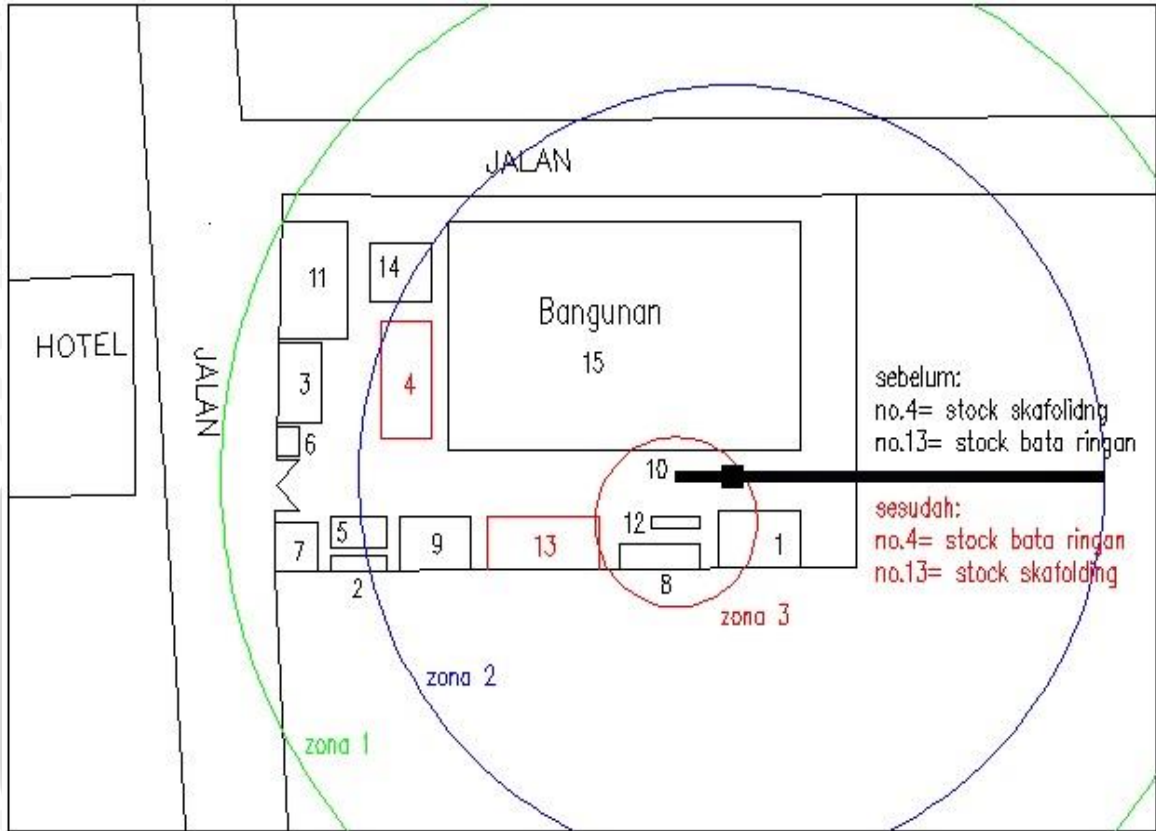 JALAN
11
14
Bangunan
15
HOTEL
JALAN
3
4
6
sebelum:
no.4= stock skafolidng
no.13= stock bata ringan
10
sesudah:
no.4= stock bata ringan
no.13= stock skafolding
12
5
7
9
13
1
2
8
zona 3
zona 2
zona 1